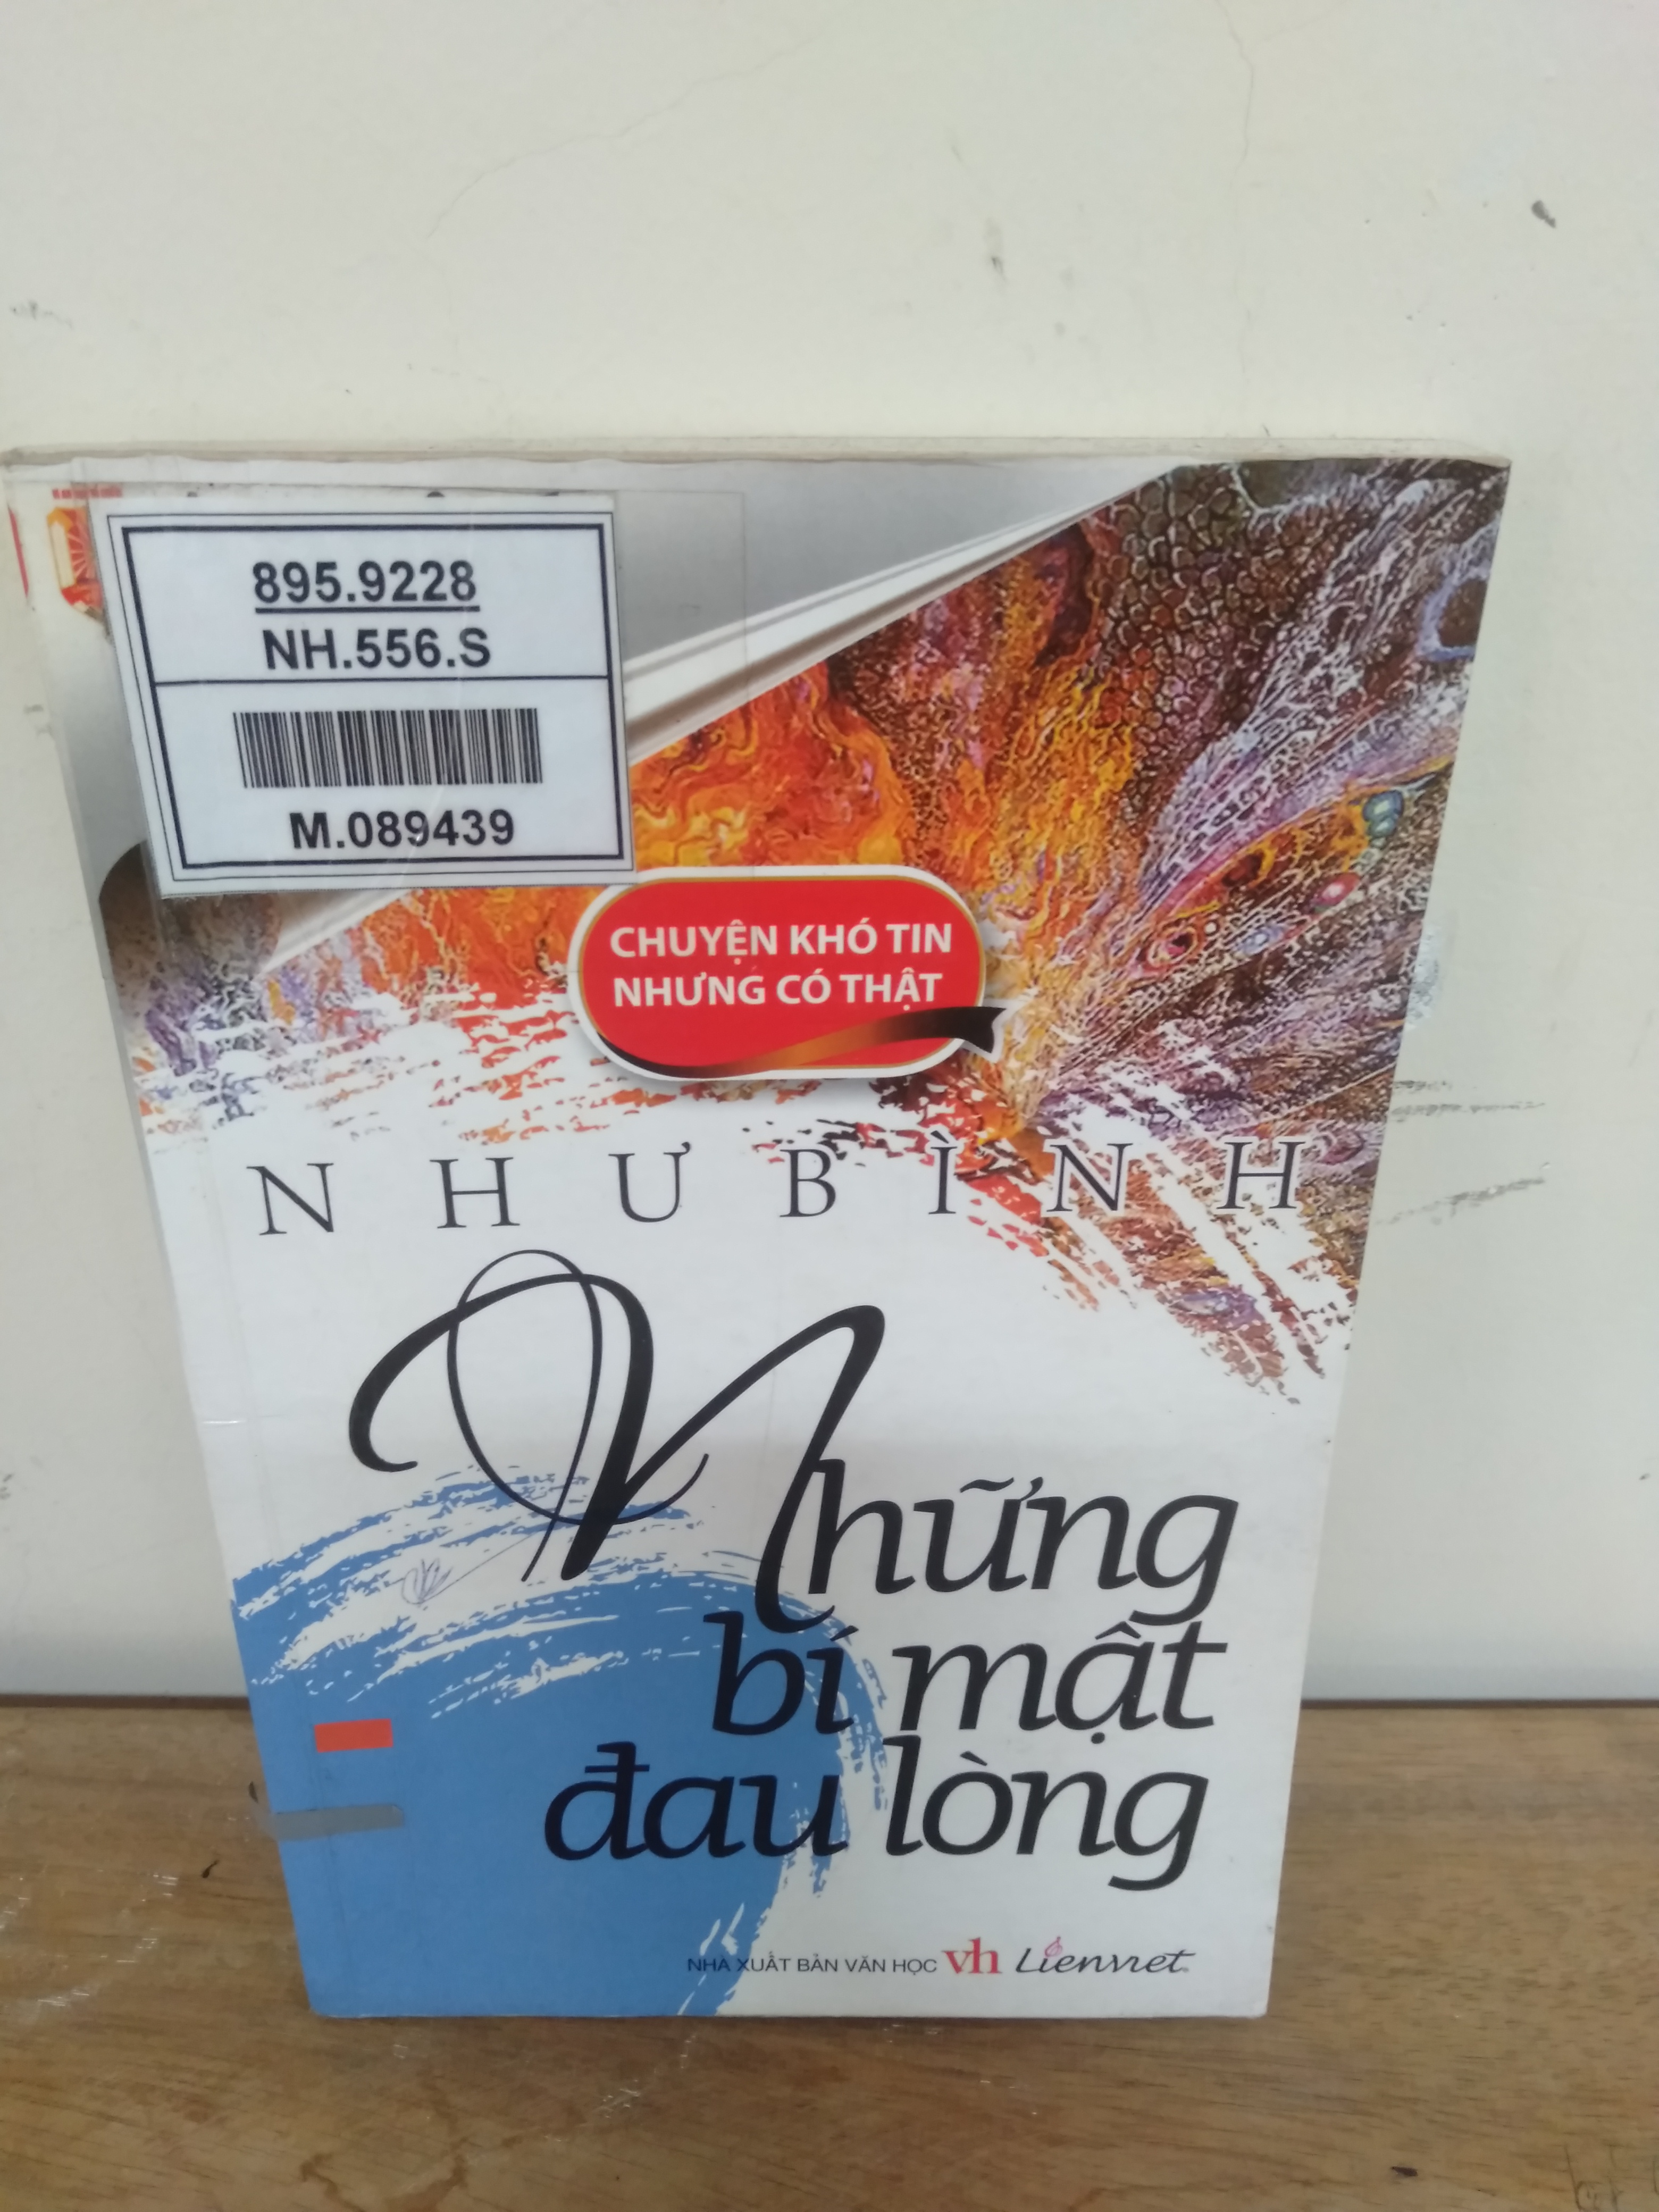 895.9228
NH.556.S
M.089439
CHUYỆN KHÓ TIN
NHƯNG CÓ THẬT
NHƯ BÌNH
Những
bí mật
đau lòng
NHÀ XUẤT BẢN VĂN HỌC vh Lienviet